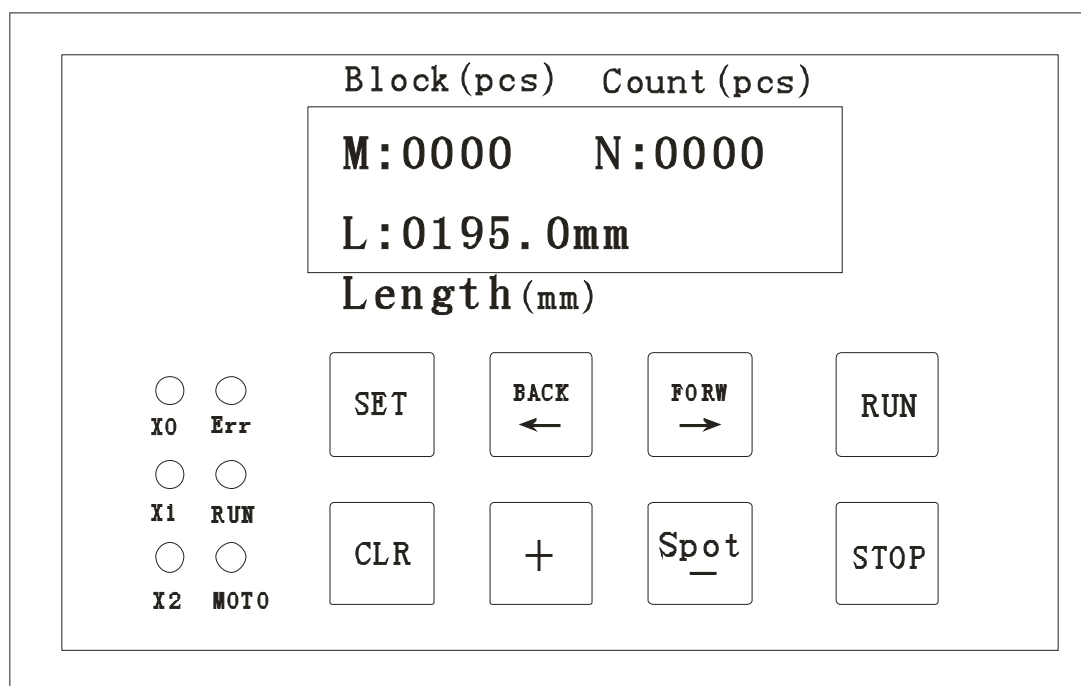 Block(pcs) Count(pcs)
M:0000 N:0000
L:0195.0mm
Length(mm)
SET BACK FORW RUN
←  →
X0 Err
X1 RUN
CLR + Spot STOP
—
X2 MOTO